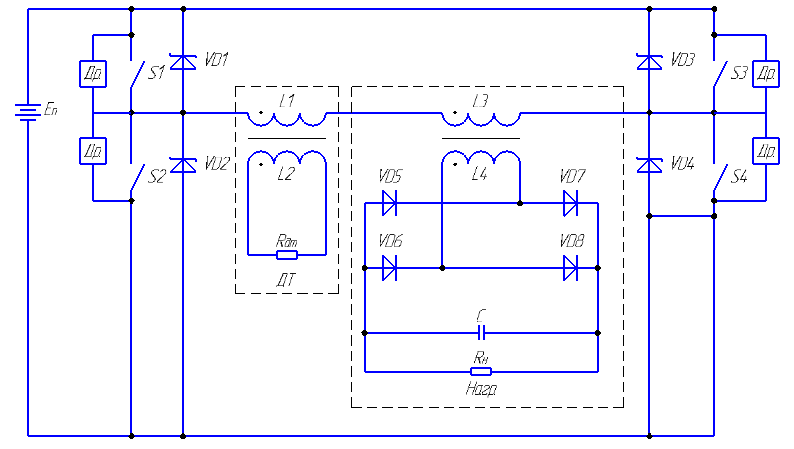 VD1
VD3
Др.
S1
S3
Др.
Eп
L1
L3
Др.
VD2
S2
VD4
S4
Др.
L2
L4
VD5
VD7
Rдт
VD6
VD8
ДТ
C
Rн
Нагр.